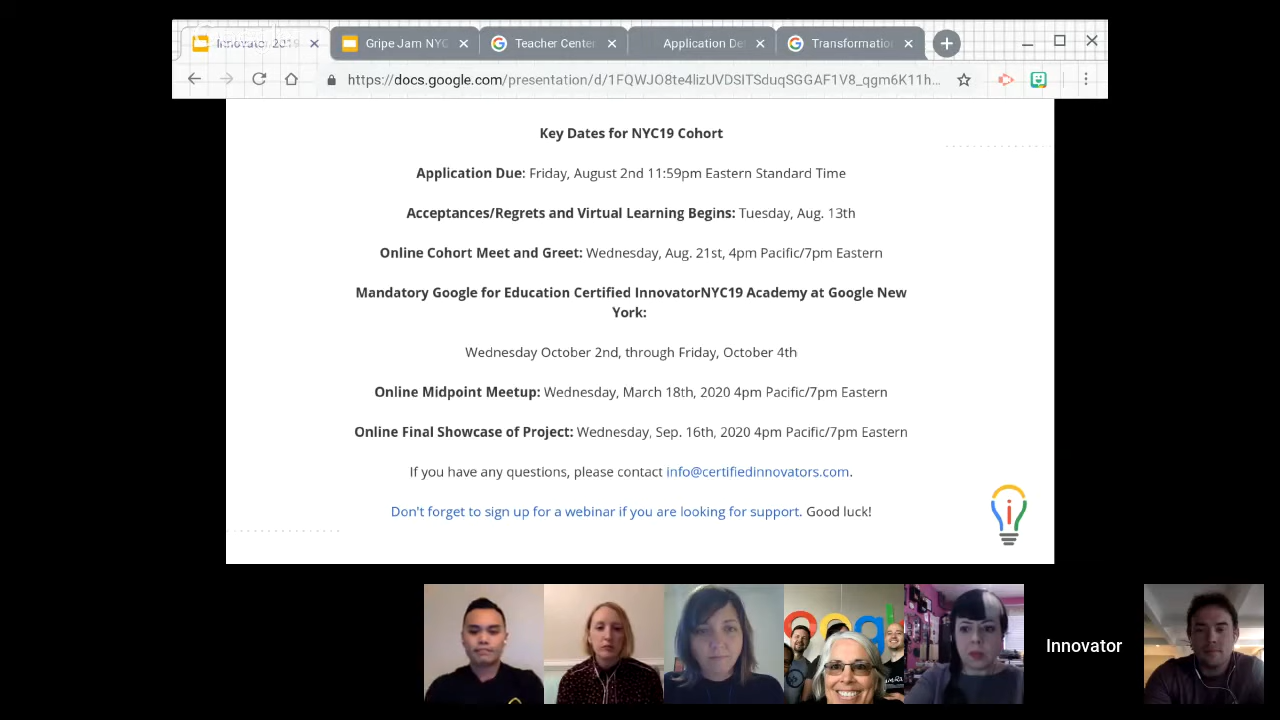 Innovator 2019
Gripe Jam NYC
Teacher Center
Application De
Transformatio
https://docs.google.com/presentation/d/1FQWJO8te4lizUVDSITSduqSGGAF1V8_qgm6K11h...
Key Dates for NYC19 Cohort
Application Due: Friday, August 2nd 11:59pm Eastern Standard Time
Acceptances/Regrets and Virtual Learning Begins: Tuesday, Aug. 13th
Online Cohort Meet and Greet: Wednesday, Aug. 21st, 4pm Pacific/7pm Eastern
Mandatory Google for Education Certified InnovatorNYC19 Academy at Google New
York:
Wednesday October 2nd, through Friday, October 4th
Online Midpoint Meetup: Wednesday, March 18th, 2020 4pm Pacific/7pm Eastern
Online Final Showcase of Project: Wednesday, Sep. 16th, 2020 4pm Pacific/7pm Eastern
If you have any questions, please contact info@certifiedinnovators.com.
Don't forget to sign up for a webinar if you are looking for support. Good luck!
Innovator